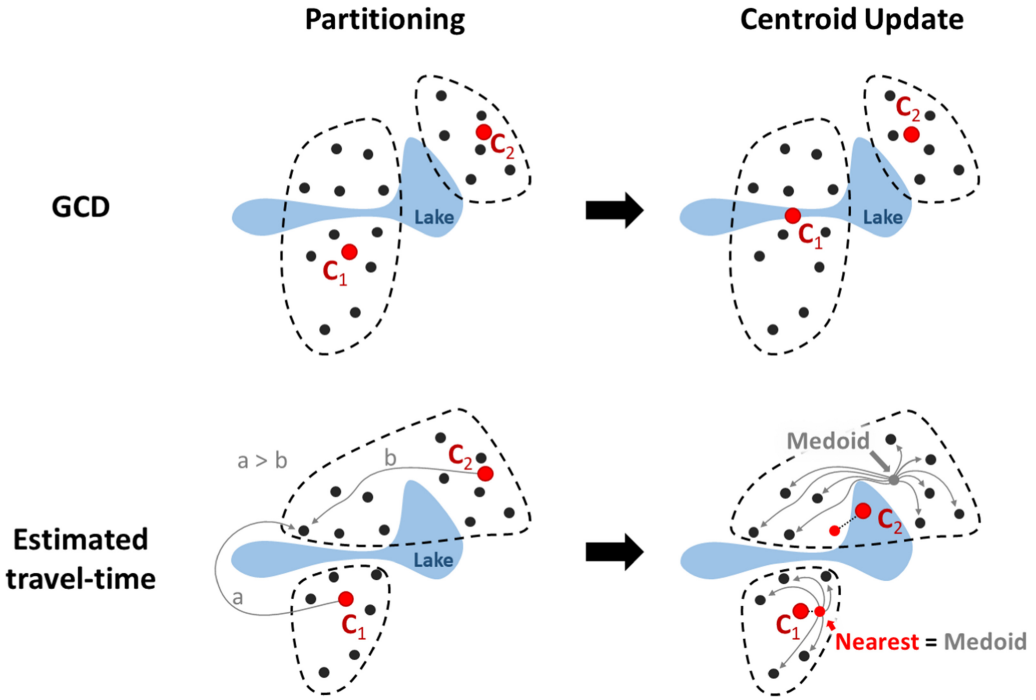 Partitioning
Centroid Update
GCD
C2
Lake
C1
C2
Lake
C1
Estimated
travel-time
a > b
b
C2
Lake
a
C1
Medoid
C2
C1
Nearest = Medoid